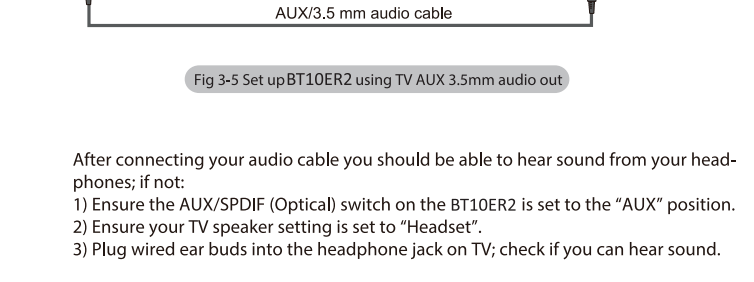 AUX/3.5 mm audio cable
Fig 3-5 Set up BT10ER2 using TV AUX 3.5mm audio out
After connecting your audio cable you should be able to hear sound from your head-
phones; if not:
1) Ensure the AUX/SPDIF (Optical) switch on the BT10ER2 is set to the “AUX” position.
2) Ensure your TV speaker setting is set to “Headset”.
3) Plug wired ear buds into the headphone jack on TV; check if you can hear sound.